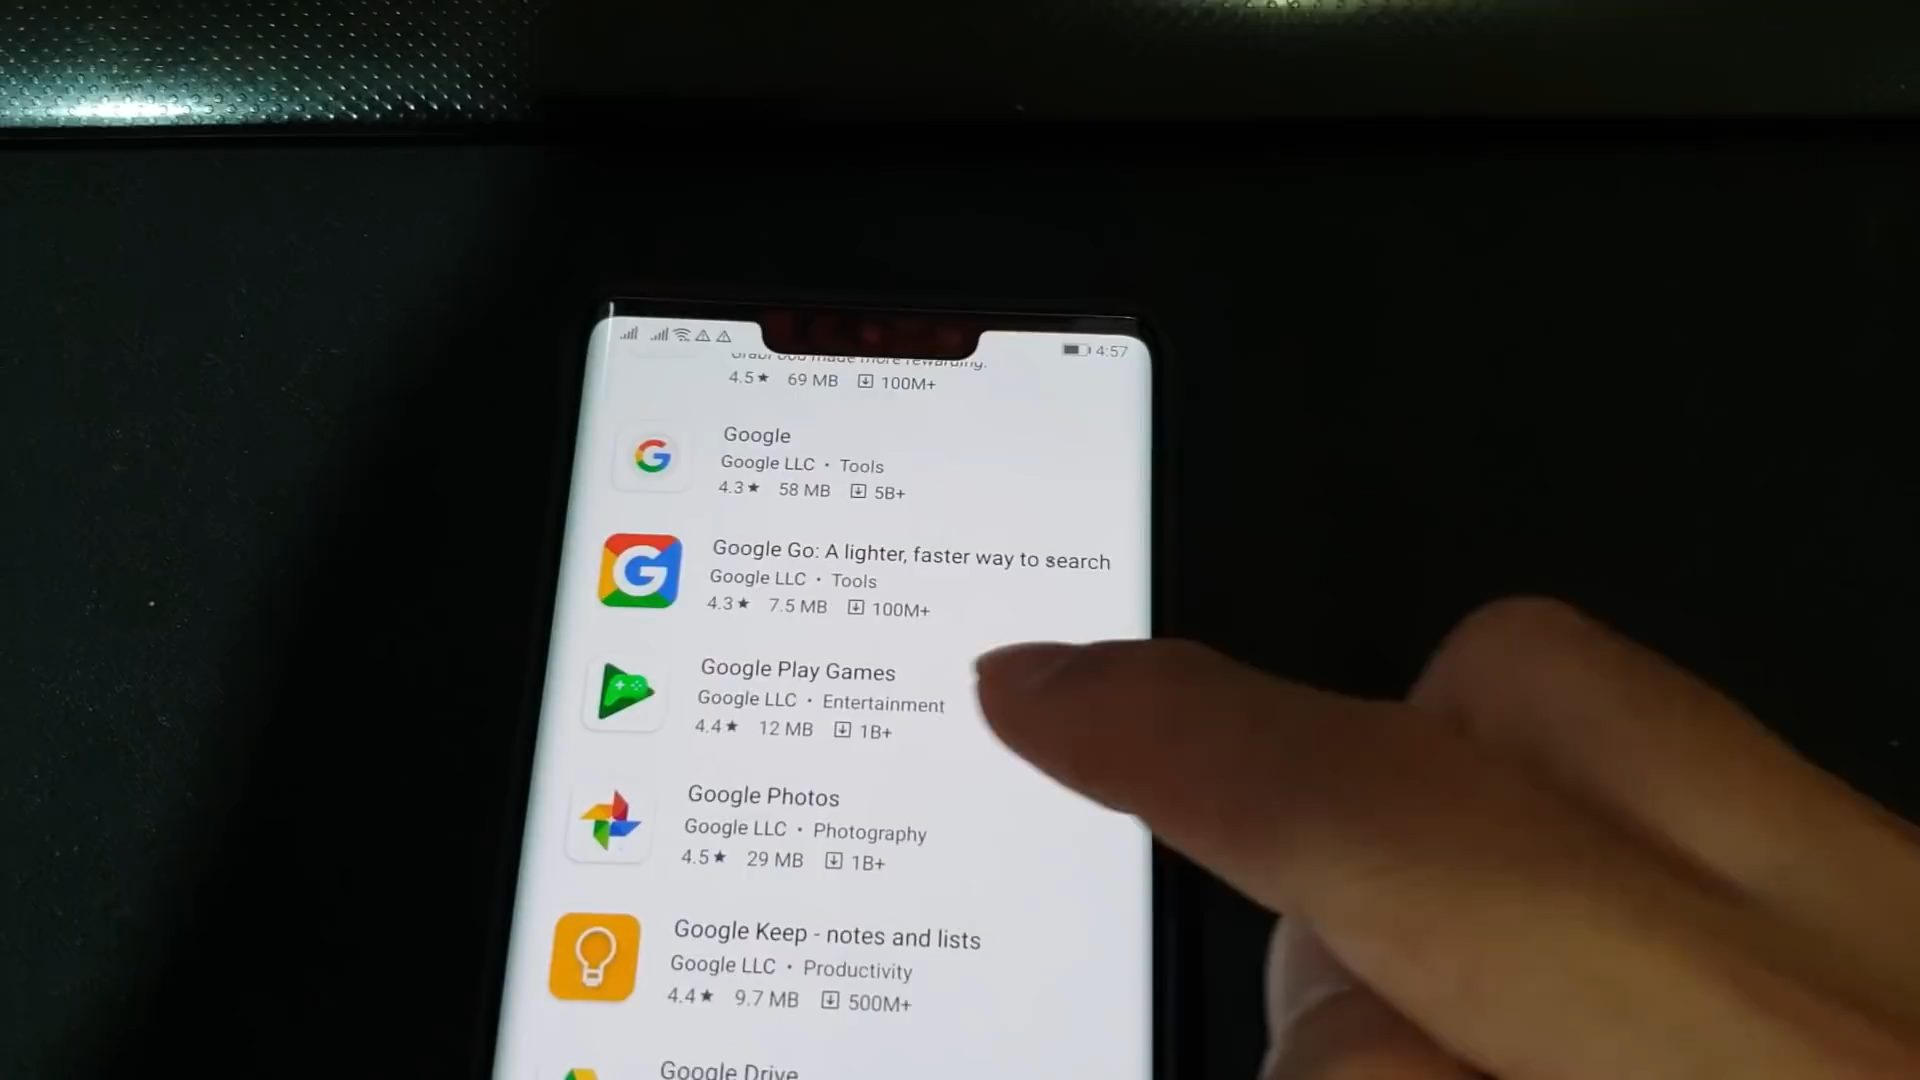 4:57
made more rewarding.
4.5★ 69 MB 100M+
Google
Google LLC • Tools
4.3★ 58 MB 5B+
Google Go: A lighter, faster way to search
Google LLC • Tools
4.3★ 7.5 MB 100M+
Google Play Games
Google LLC • Entertainment
4.4★ 12 MB 1B+
Google Photos
Google LLC • Photography
4.5★ 29 MB 1B+
Google Keep - notes and lists
Google LLC • Productivity
4.4★ 9.7 MB 500M+
Google Drive